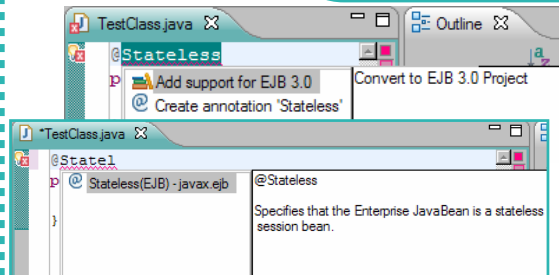 TestClass.java
Outline
@Stateless
p
Add support for EJB 3.0
Convert to EJB 3.0 Project
@ Create annotation 'Stateless'
*TestClass.java
@Statel
p
@ Stateless(EJB) - javax.ejb
}
@Stateless
Specifies that the Enterprise JavaBean is a stateless
session bean.